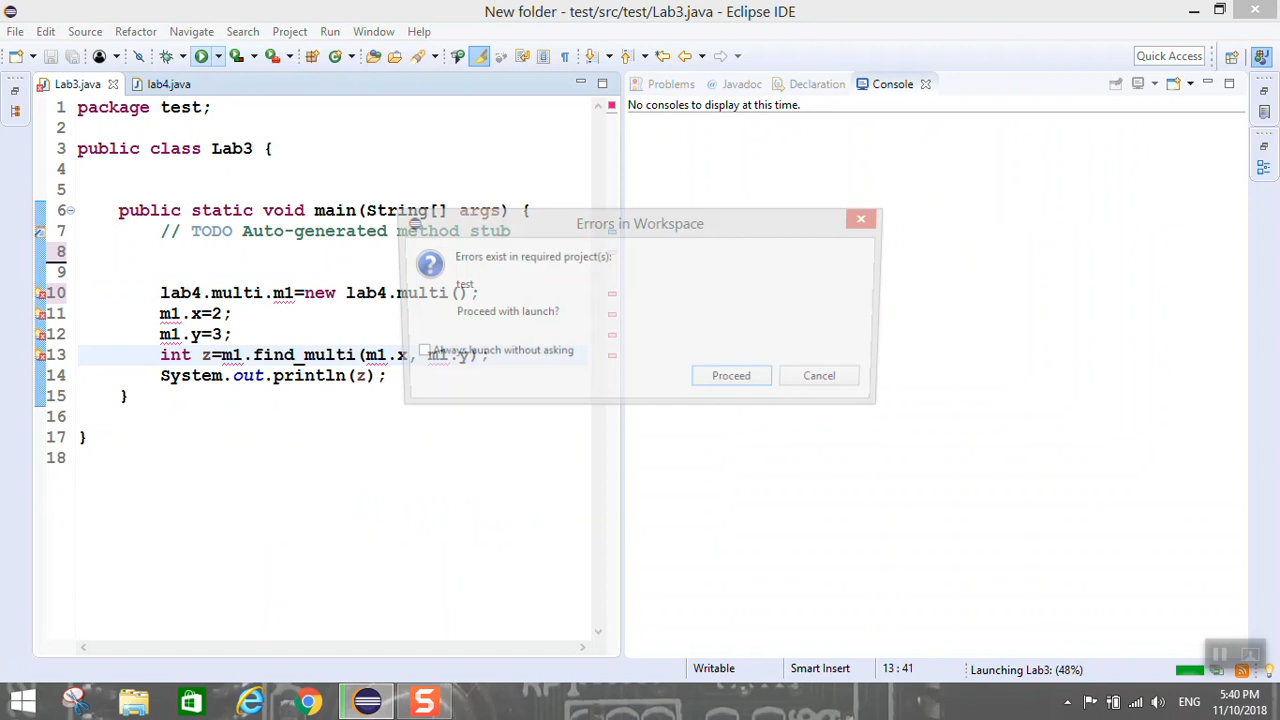 New folder - test/src/test/Lab3.java - Eclipse IDE
File Edit Source Refactor Navigate Search Project Run Window Help
Quick Access
Lab3.java lab4.java
Problems @ Javadoc Declaration Console
No consoles to display at this time.
1 package test;
2
3 public class Lab3 {
4
5
6 public static void main(String[] args) {
7 // TODO Auto-generated method stub
8
9
10 lab4.multi.m1=new lab4.multi();
11 m1.x=2;
12 m1.y=3;
13 int z=m1.find_multi(m1.x, m1.y);
14 System.out.println(z);
15 }
16
17 }
18
Errors in Workspace
Errors exist in required project(s):
test
Proceed with launch?
Always launch without asking
Proceed Cancel
Writable Smart Insert 13 : 41 Launching Lab3: (48%)
ENG
5:40 PM
11/10/2018